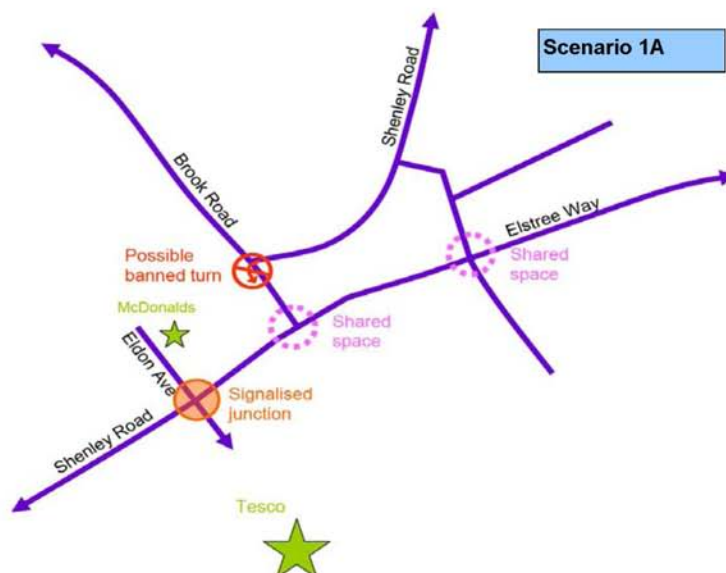 Scenario 1A
Shenley Road
Brook Road
Elstree Way
Possible
banned turn
Shared
space
McDonalds
Shared
space
Eldon Ave
Signalised
junction
Shenley Road
Tesco